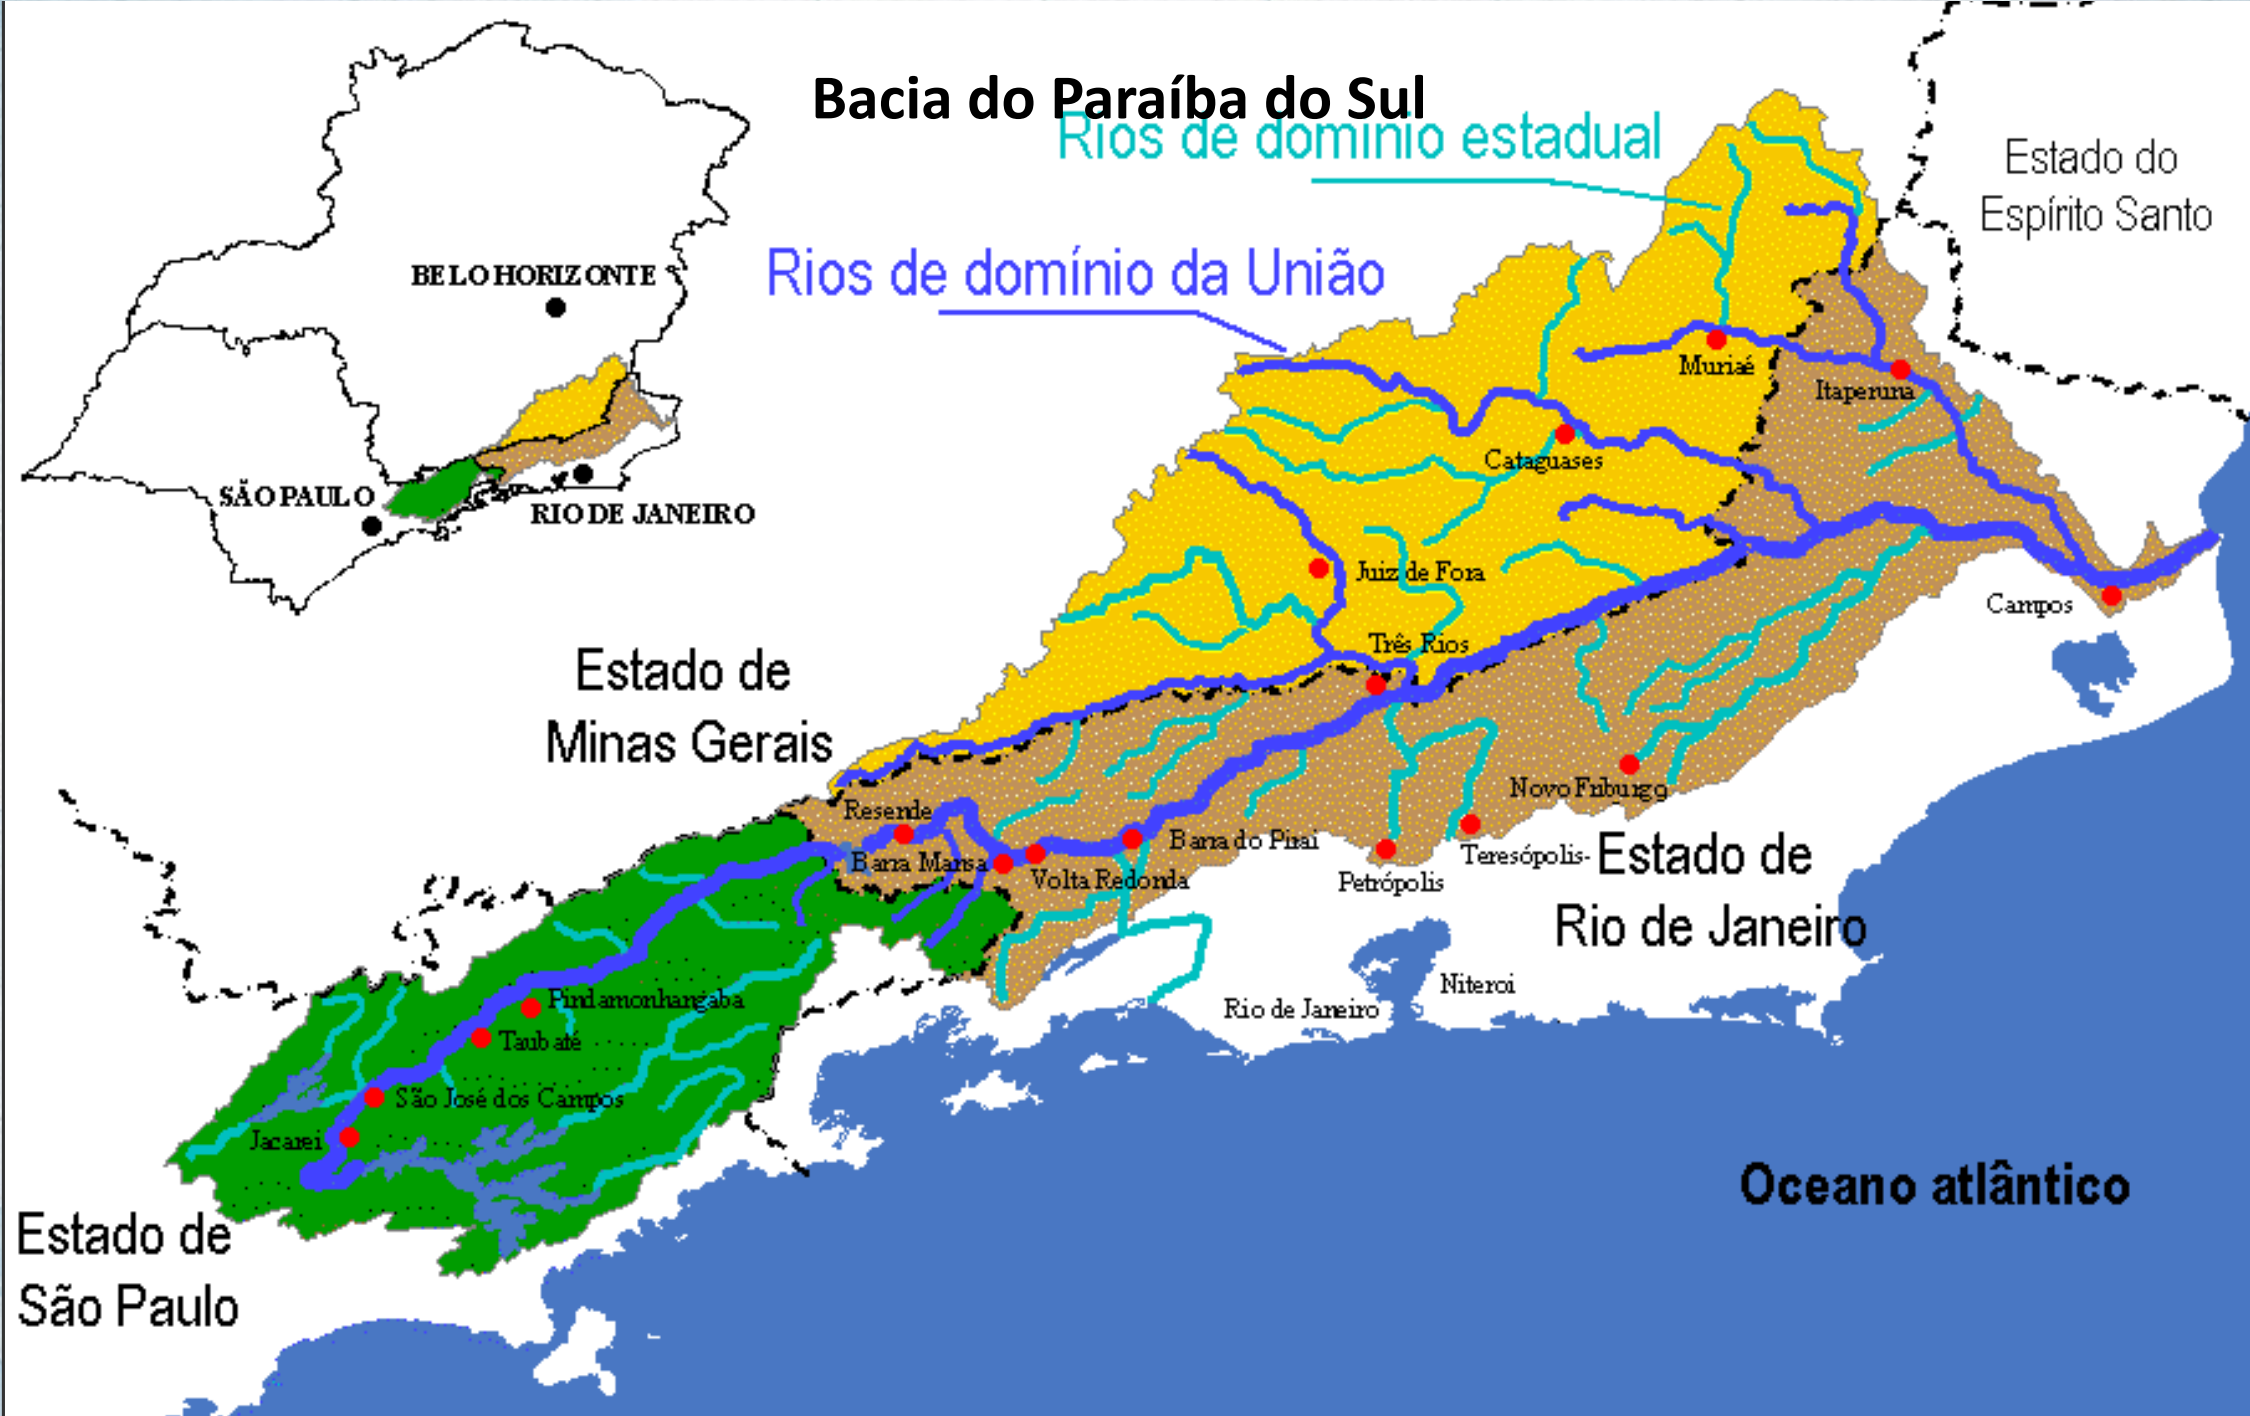 Bacia do Paraíba do Sul
Rios de domínio estadual
Estado do
Espírito Santo
Rios de domínio da União
BELO HORIZONTE
SÃO PAULO
RIO DE JANEIRO
Muriaé
Itaperuna
Cataguases
Juiz de Fora
Campos
Três Rios
Estado de
Minas Gerais
Resende
Novo Friburgo
Barra Mansa
Barra do Pirai
Volta Redonda
Petrópolis
Teresópolis-
Estado de
Rio de Janeiro
Niteroi
Rio de Janeiro
Pindamonhangaba
Taubaté
São José dos Campos
Jacarei
Oceano atlântico
Estado de
São Paulo